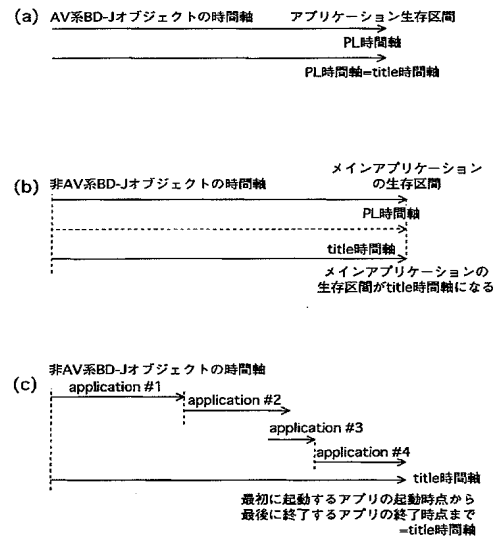 (a) AV系BD-Jオブジェクトの時間軸 アプリケーション生存区間
PL時間軸
PL時間軸=title時間軸
(b) 非AV系BD-Jオブジェクトの時間軸
メインアプリケーション
の生存区間
PL時間軸
title時間軸
メインアプリケーションの
生存区間がtitle時間軸になる
(c) 非AV系BD-Jオブジェクトの時間軸
application #1
application #2
application #3
application #4
title時間軸
最初に起動するアプリの起動時点から
最後に終了するアプリの終了時点まで
=title時間軸